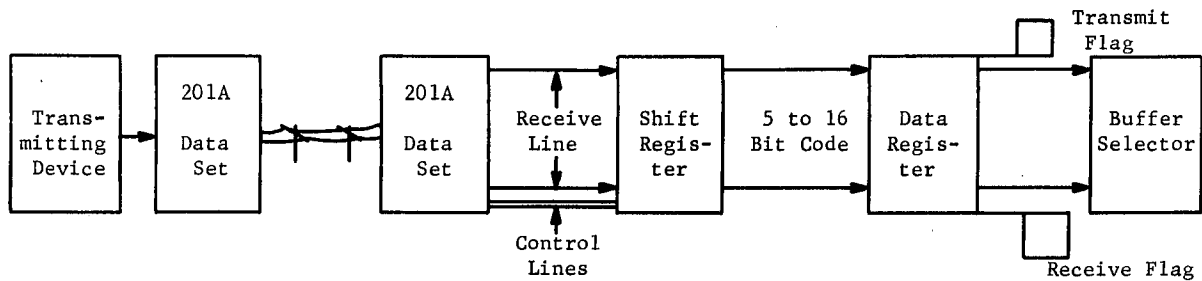 Trans-
mitting
Device
201A
Data
Set
201A
Data
Set
Receive
Line
Control
Lines
Shift
Regis-
ter
5 to 16
Bit Code
Data
Regis-
ter
Transmit
Flag
Receive Flag
Buffer
Selector